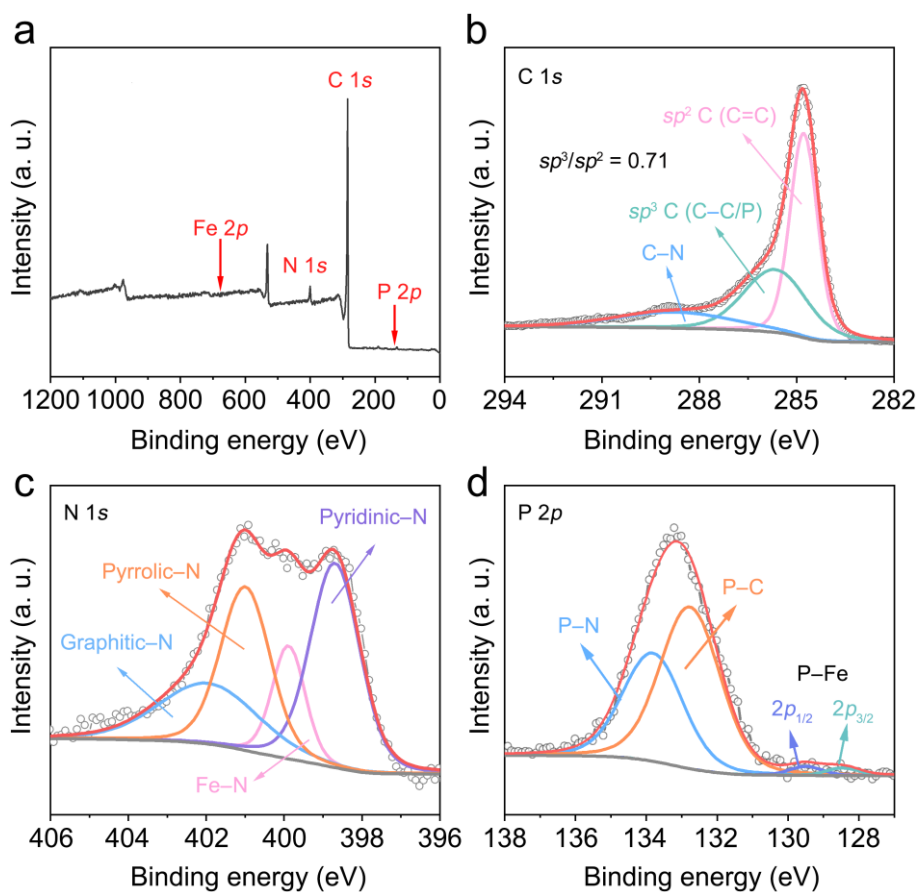 a
C 1s
Fe 2p
N 1s
P 2p
Intensity (a. u.)
1200 1000 800 600 400 200 0
Binding energy (eV)
b
C 1s
sp² C (C=C)
sp³/sp² = 0.71
sp³ C (C–C/P)
C–N
Intensity (a. u.)
294 291 288 285 282
Binding energy (eV)
c
N 1s
Pyridinic–N
Pyrrolic–N
Graphitic–N
Fe–N
Intensity (a. u.)
406 404 402 400 398 396
Binding energy (eV)
d
P 2p
P–C
P–N
P–Fe
2p₁/₂ 2p₃/₂
Intensity (a. u.)
138 136 134 132 130 128
Binding energy (eV)